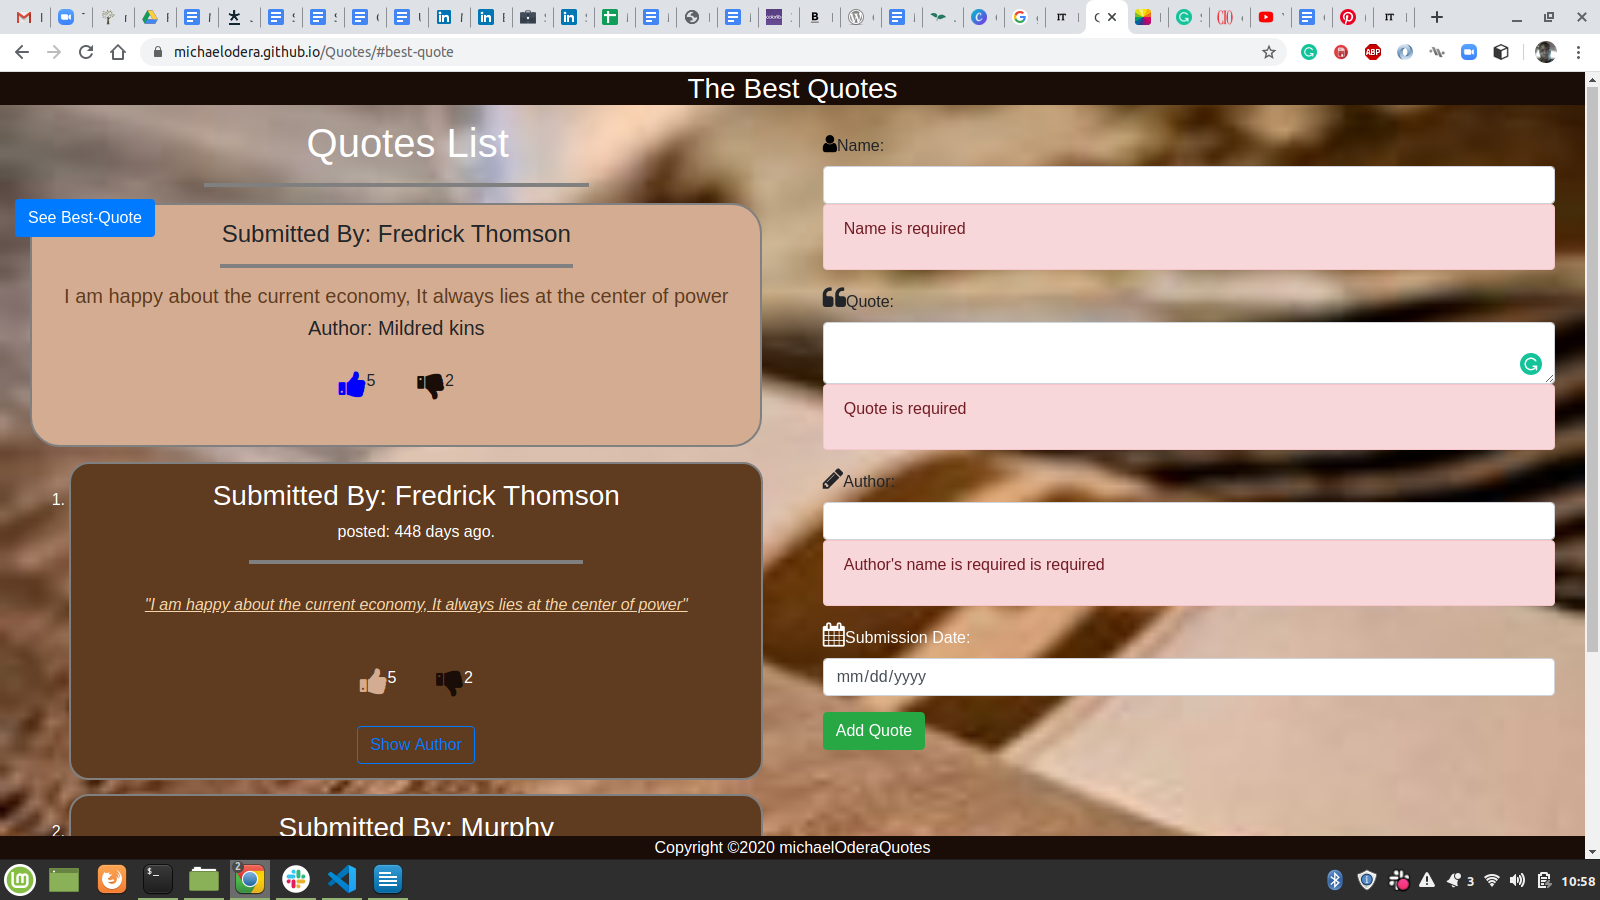 michaelodera.github.io/Quotes/#best-quote
ABP
The Best Quotes
Quotes List
See Best-Quote
Submitted By: Fredrick Thomson
I am happy about the current economy, It always lies at the center of power
Author: Mildred kins
5 2
1.
Submitted By: Fredrick Thomson
posted: 448 days ago.
"I am happy about the current economy, It always lies at the center of power"
5 2
Show Author
2.
Submitted By: Murphy
Name:
Name is required
Quote:
Quote is required
Author:
Author's name is required is required
Submission Date:
mm/dd/yyyy
Add Quote
Copyright ©2020 michaelOderaQuotes
2
3
10:58